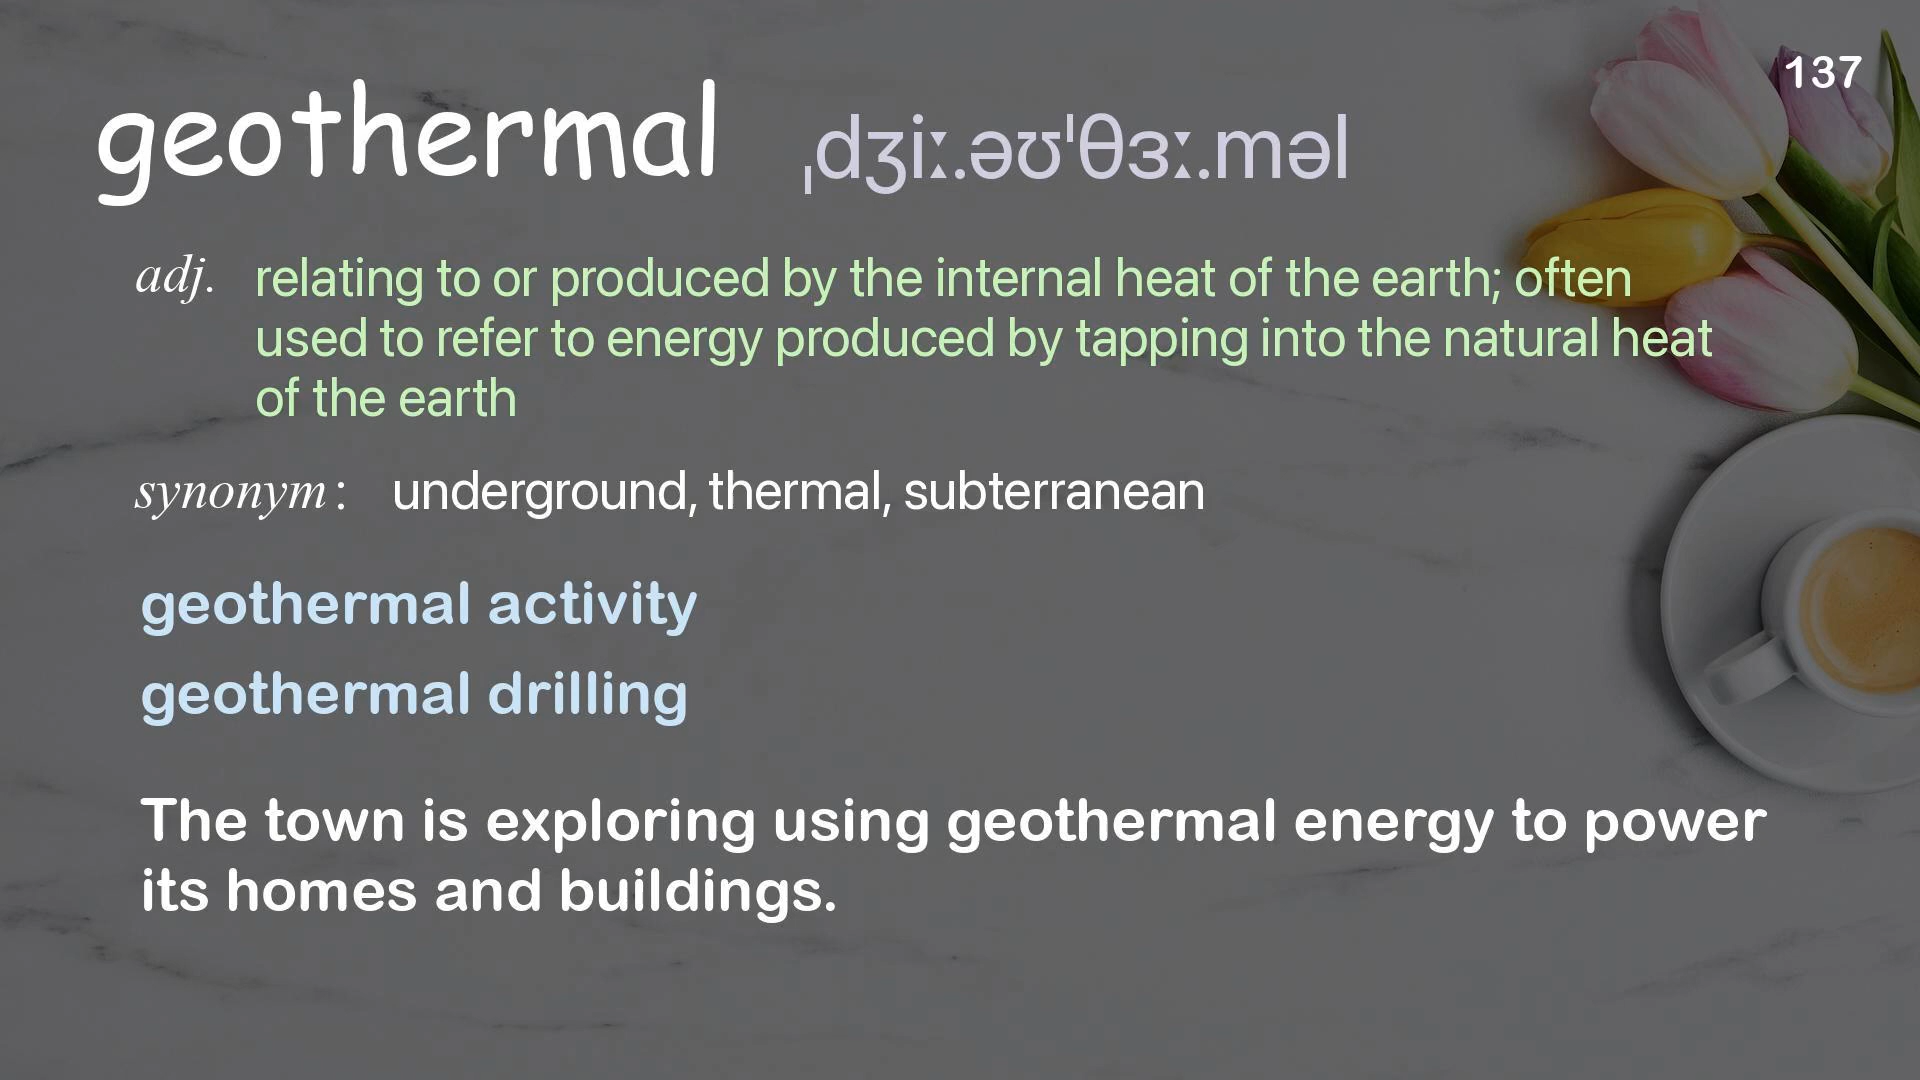 137
geothermal ˌdʒiː.əʊˈθɜː.məl
adj. relating to or produced by the internal heat of the earth; often
used to refer to energy produced by tapping into the natural heat
of the earth
synonym: underground, thermal, subterranean
geothermal activity
geothermal drilling
The town is exploring using geothermal energy to power
its homes and buildings.